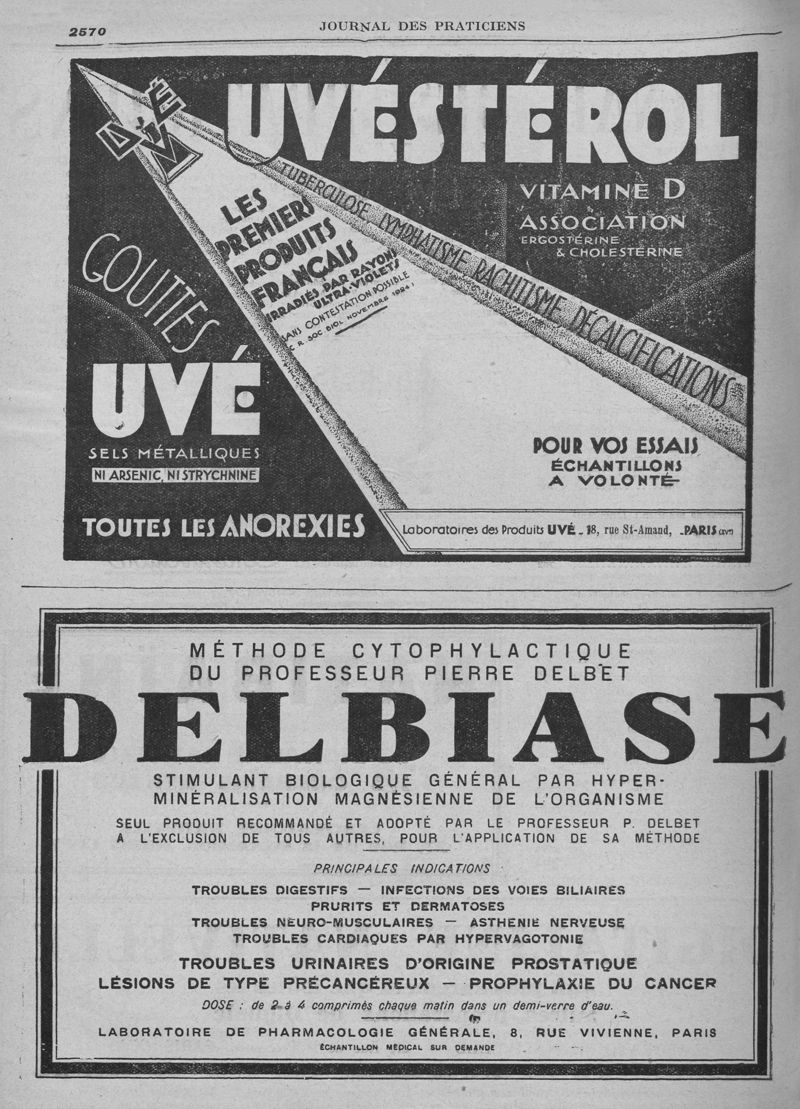 2570
JOURNAL DES PRATICIENS
UVÉ
UVÉSTÉROL
VITAMINE D
ASSOCIATION
ERGOSTÉRINE
& CHOLESTÉRINE
TUBERCULOSE LYMPHATISME RACHITISME DÉCALCIFICATIONS
LES
PREMIERS
PRODUITS
FRANÇAIS
IRRADIÉS PAR RAYONS
ULTRA-VIOLETS
SANS CONTESTATION POSSIBLE
C. R. SOC BIOL NOVEMBRE
GOUTTES
UVÉ
SELS MÉTALLIQUES
NI ARSENIC, NI STRYCHNINE
TOUTES LES ANOREXIES
POUR VOS ESSAIS
ÉCHANTILLONS
A VOLONTÉ
Laboratoires des Produits UVÉ - 18, rue St-Amand, - PARIS (XVe)
MÉTHODE CYTOPHYLACTIQUE
DU PROFESSEUR PIERRE DELBET
DELBIASE
STIMULANT BIOLOGIQUE GÉNÉRAL PAR HYPER-
MINÉRALISATION MAGNÉSIENNE DE L'ORGANISME
SEUL PRODUIT RECOMMANDÉ ET ADOPTÉ PAR LE PROFESSEUR P. DELBET
A L'EXCLUSION DE TOUS AUTRES, POUR L'APPLICATION DE SA MÉTHODE
PRINCIPALES INDICATIONS
TROUBLES DIGESTIFS — INFECTIONS DES VOIES BILIAIRES
PRURITS ET DERMATOSES
TROUBLES NEURO-MUSCULAIRES — ASTHENIE NERVEUSE
TROUBLES CARDIAQUES PAR HYPERVAGOTONIE
TROUBLES URINAIRES D'ORIGINE PROSTATIQUE
LÉSIONS DE TYPE PRÉCANCÉREUX — PROPHYLAXIE DU CANCER
DOSE : de 2 à 4 comprimés chaque matin dans un demi-verre d'eau.
LABORATOIRE DE PHARMACOLOGIE GÉNÉRALE, 8, RUE VIVIENNE, PARIS
ÉCHANTILLON MÉDICAL SUR DEMANDE